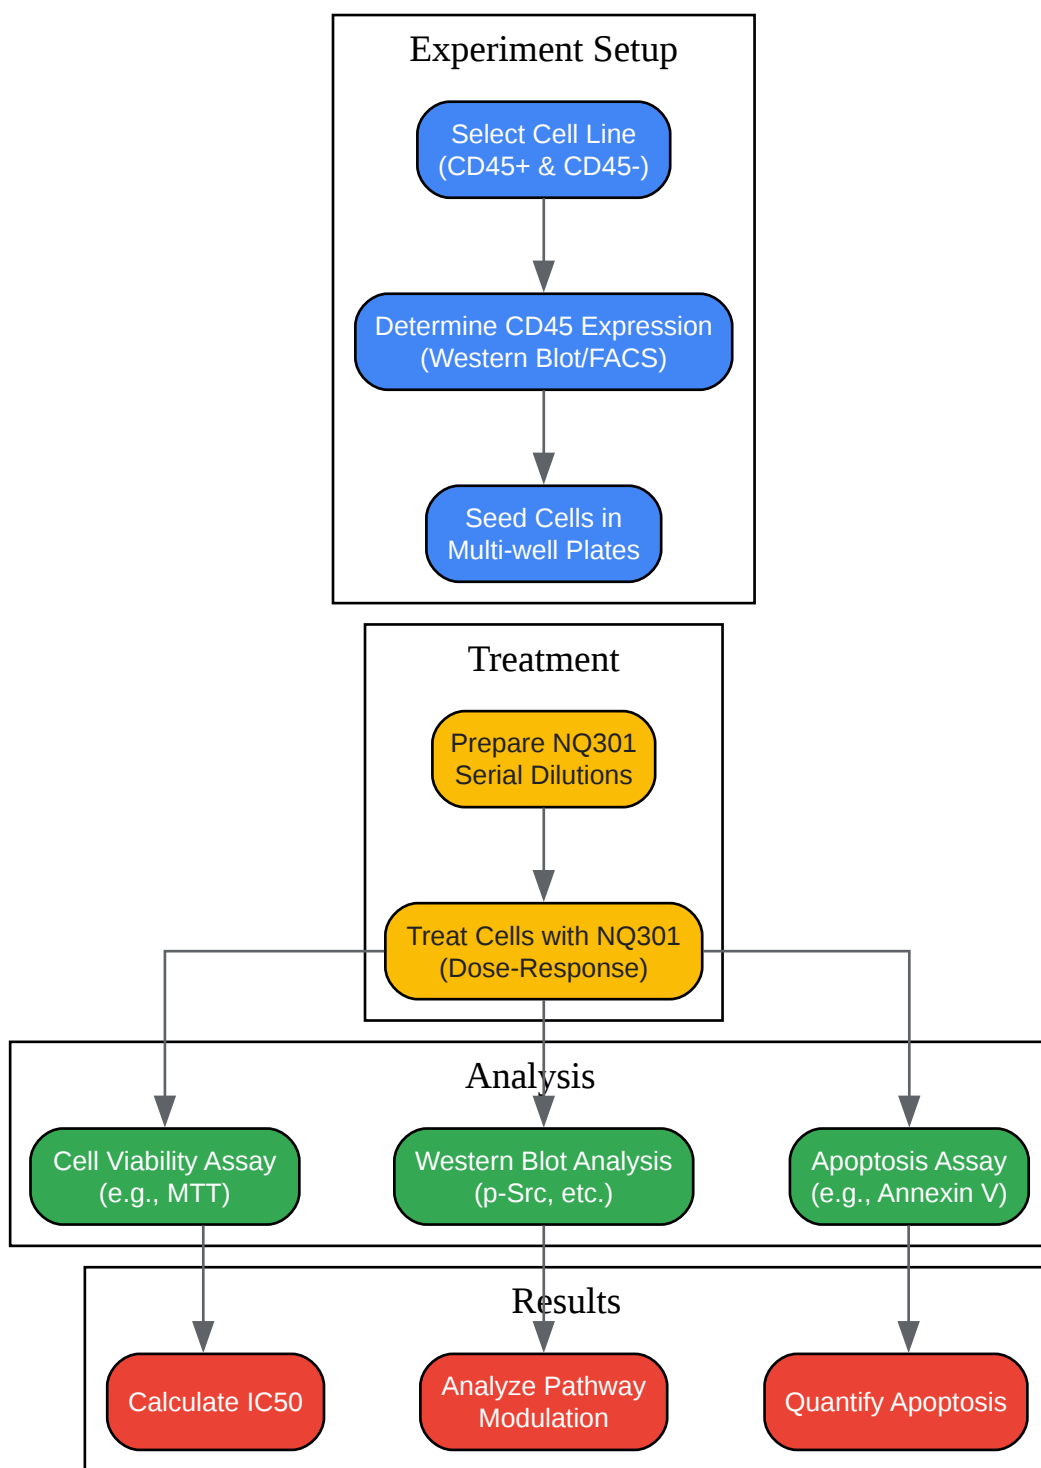 Experiment Setup
Select Cell Line
(CD45+ & CD45-)
Determine CD45 Expression
(Western Blot/FACS)
Seed Cells in
Multi-well Plates
Treatment
Prepare NQ301
Serial Dilutions
Treat Cells with NQ301
(Dose-Response)
Analysis
Cell Viability Assay
(e.g., MTT)
Western Blot Analysis
(p-Src, etc.)
Apoptosis Assay
(e.g., Annexin V)
Results
Calculate IC50
Analyze Pathway
Modulation
Quantify Apoptosis